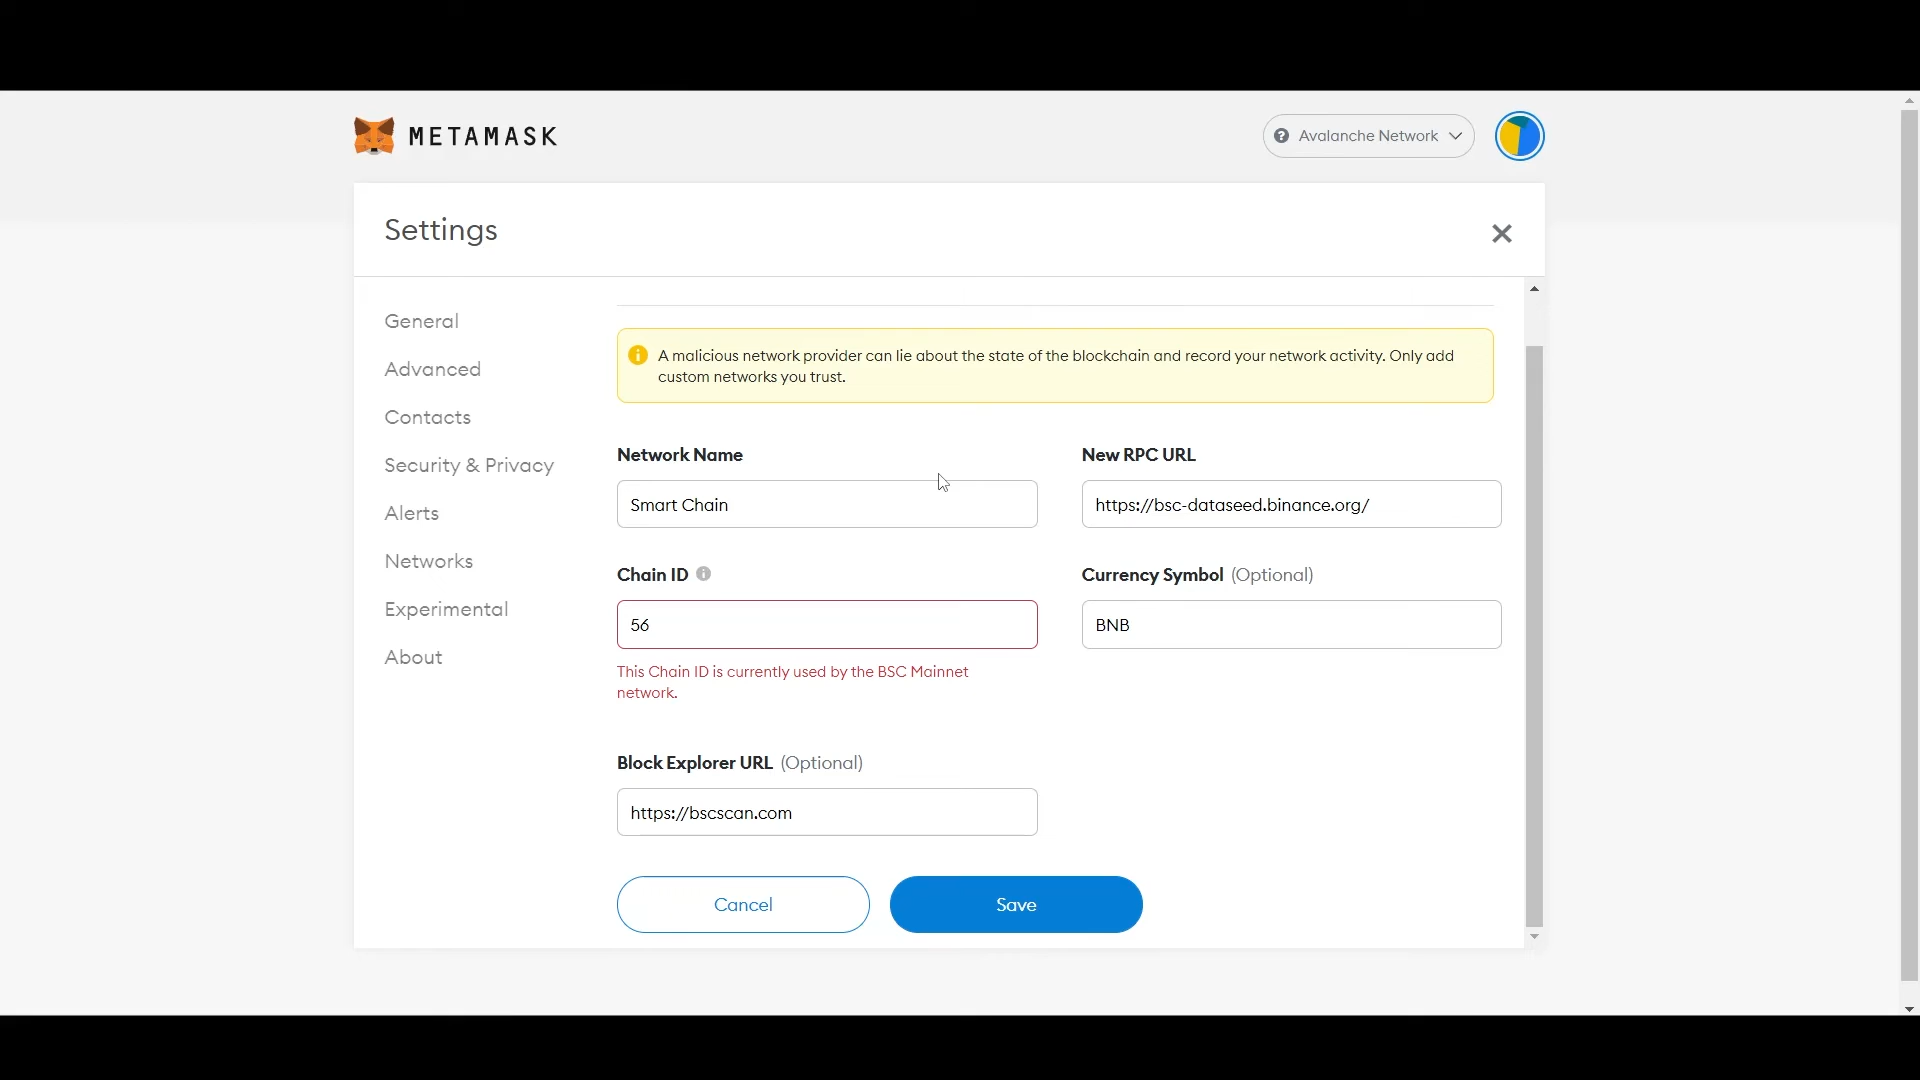 METAMASK
Avalanche Network
Settings
General
Advanced
Contacts
Security & Privacy
Alerts
Networks
Experimental
About
A malicious network provider can lie about the state of the blockchain and record your network activity. Only add
custom networks you trust.
Network Name
Smart Chain
New RPC URL
https://bsc-dataseed.binance.org/
Chain ID
56
This Chain ID is currently used by the BSC Mainnet
network.
Currency Symbol (Optional)
BNB
Block Explorer URL (Optional)
https://bscscan.com
Cancel
Save